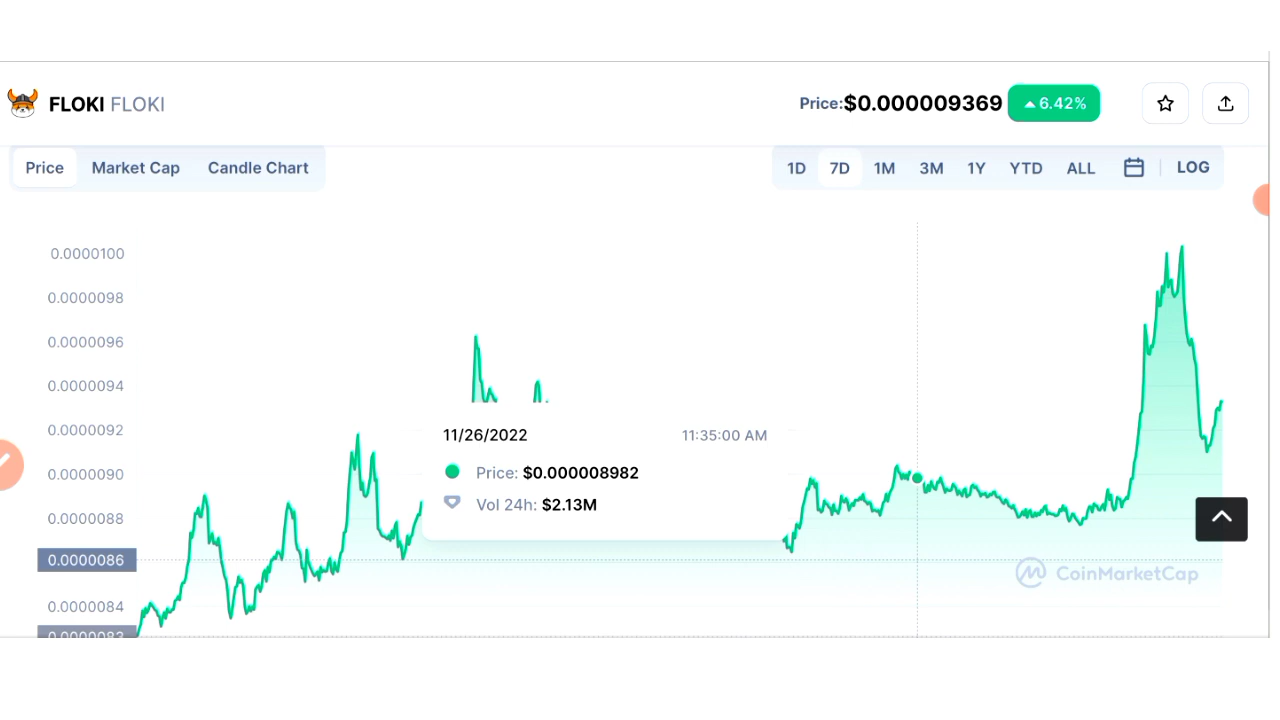 FLOKI FLOKI
Price:$0.000009369 6.42%
Price Market Cap Candle Chart
1D 7D 1M 3M 1Y YTD ALL LOG
0.0000100
0.0000098
0.0000096
0.0000094
0.0000092
0.0000090
0.0000088
0.0000086
0.0000084
0.0000083
11/26/2022 11:35:00 AM
Price: $0.000008982
Vol 24h: $2.13M
CoinMarketCap